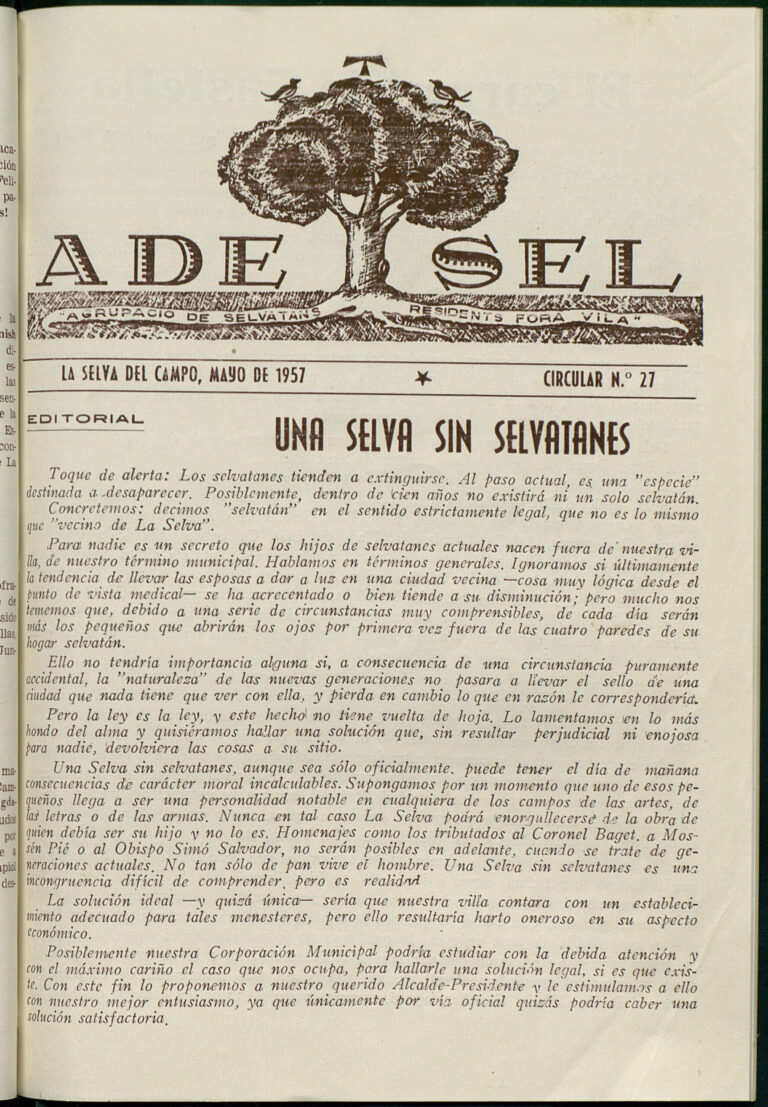 ADE SEL
"AGRUPACIO DE SELVATANS RESIDENTS FORA VILA"
LA SELVA DEL CAMPO, MAYO DE 1957 ★ CIRCULAR N.º 27
EDITORIAL
UNA SELVA SIN SELVATANES
Toque de alerta: Los selvatanes tienden a extinguirse. Al paso actual, es una "especie"
destinada a desaparecer. Posiblemente, dentro de cien años no existirá ni un solo selvatán.
Concretemos: decimos "selvatán" en el sentido estrictamente legal, que no es lo mismo
que "vecino de La Selva".
Para nadie es un secreto que los hijos de selvatanes actuales nacen fuera de nuestra vi-
lla, de nuestro término municipal. Hablamos en términos generales. Ignoramos si últimamente
la tendencia de llevar las esposas a dar a luz en una ciudad vecina —cosa muy lógica desde el
punto de vista medical— se ha acrecentado o bien tiende a su disminución; pero mucho nos
tememos que, debido a una serie de circunstancias muy comprensibles, de cada día serán
más los pequeños que abrirán los ojos por primera vez fuera de las cuatro paredes de su
hogar selvatán.
Ello no tendría importancia alguna si, a consecuencia de una circunstancia puramente
accidental, la "naturaleza" de las nuevas generaciones no pasara a llevar el sello de una
ciudad que nada tiene que ver con ella, y pierda en cambio lo que en razón le correspondería.
Pero la ley es la ley, y este hecho no tiene vuelta de hoja. Lo lamentamos en lo más
hondo del alma y quisiéramos hallar una solución que, sin resultar perjudicial ni enojosa
para nadie, devolviera las cosas a su sitio.
Una Selva sin selvatanes, aunque sea sólo oficialmente. puede tener el día de mañana
consecuencias de carácter moral incalculables. Supongamos por un momento que uno de esos pe-
queños llega a ser una personalidad notable en cualquiera de los campos de las artes, de
las letras o de las armas. Nunca en tal caso La Selva podrá enorgullecerse de la obra de
quien debía ser su hijo y no lo es. Homenajes como los tributados al Coronel Baget. a Mos-
sén Pié o al Obispo Simó Salvador, no serán posibles en adelante, cuando se trate de ge-
neraciones actuales. No tan sólo de pan vive el hombre. Una Selva sin selvatanes es una
incongruencia difícil de comprender, pero es realidad
La solución ideal —y quizá única— sería que nuestra villa contara con un estableci-
miento adecuado para tales menesteres, pero ello resultaría harto oneroso en su aspecto
económico.
Posiblemente nuestra Corporación Municipal podría estudiar con la debida atención y
con el máximo cariño el caso que nos ocupa, para hallarle una solución legal, si es que exis-
te. Con este fin lo proponemos a nuestro querido Alcalde-Presidente y le estimulamos a ello
con nuestro mejor entusiasmo, ya que únicamente por vía oficial quizás podría caber una
solución satisfactoria.